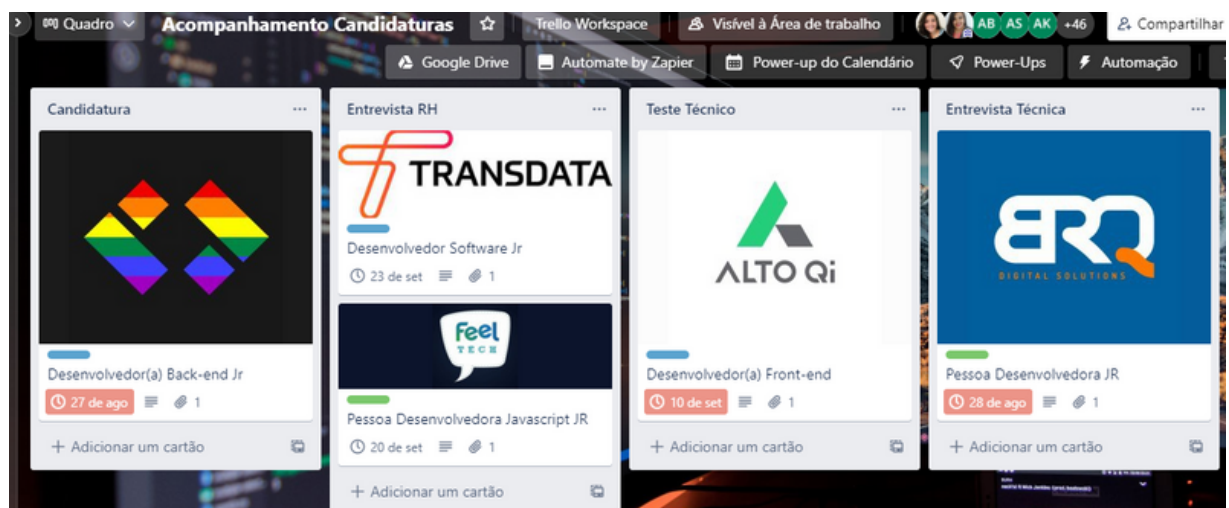 Quadro
Acompanhamento Candidaturas
Trello Workspace
Visível à Área de trabalho
AB AS AK +46
Compartilhar
Google Drive
Automate by Zapier
Power-up do Calendário
Power-Ups
Automação
Candidatura
Desenvolvedor(a) Back-end Jr
27 de ago 1
+ Adicionar um cartão
Entrevista RH
TRANSDATA
Desenvolvedor Software Jr
23 de set 1
Feel
TECH
Pessoa Desenvolvedora Javascript JR
20 de set 1
+ Adicionar um cartão
Teste Técnico
ALTO Qi
Desenvolvedor(a) Front-end
10 de set 1
+ Adicionar um cartão
Entrevista Técnica
BRQ
DIGITAL SOLUTIONS
Pessoa Desenvolvedora JR
28 de ago 1
+ Adicionar um cartão